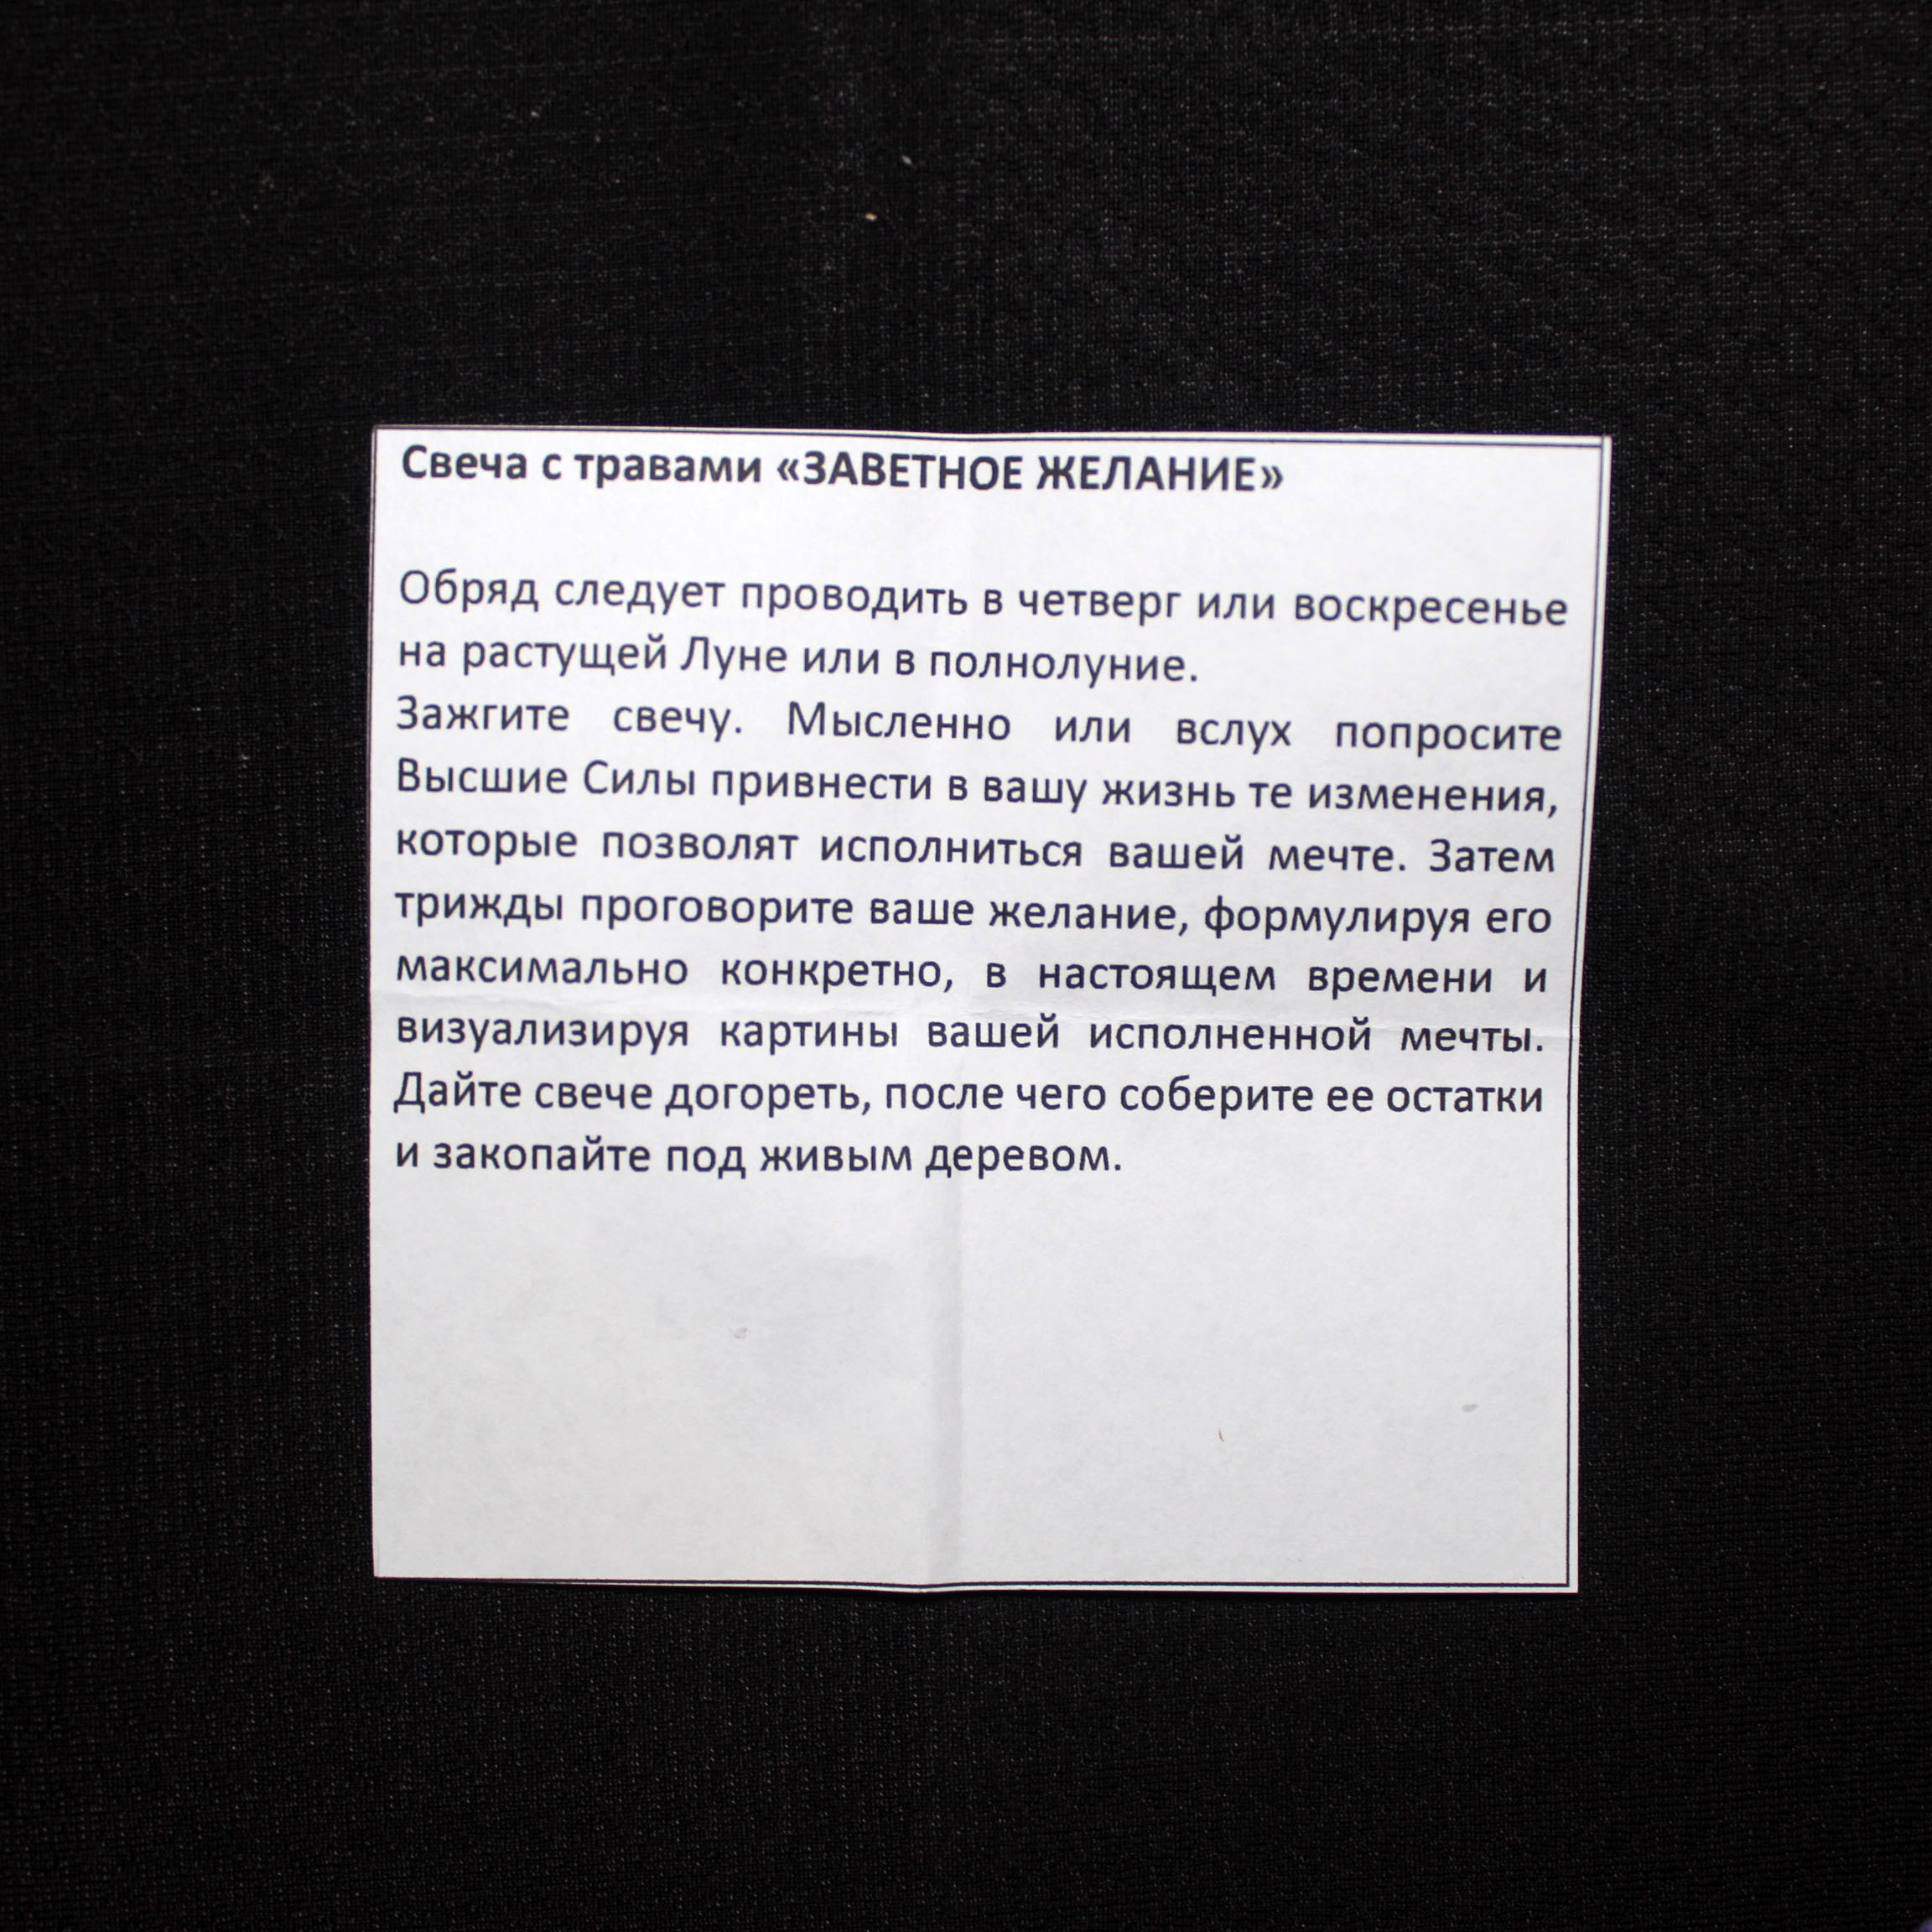 Свеча с травами «ЗАВЕТНОЕ ЖЕЛАНИЕ»
Обряд следует проводить в четверг или воскресенье
на растущей Луне или в полнолуние.
Зажгите свечу. Мысленно или вслух попросите
Высшие Силы привнести в вашу жизнь те изменения,
которые позволят исполниться вашей мечте. Затем
трижды проговорите ваше желание, формулируя его
максимально конкретно, в настоящем времени и
визуализируя картины вашей исполненной мечты.
Дайте свече догореть, после чего соберите ее остатки
и закопайте под живым деревом.